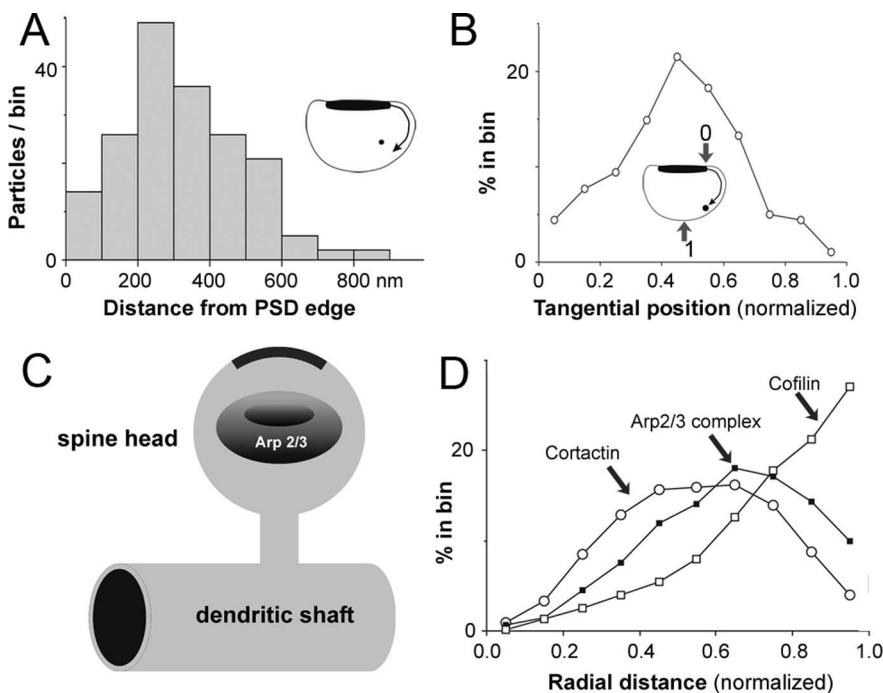 A
Particles / bin
40
0
0
200
400
600
800 nm
Distance from PSD edge
B
% in bin
20
0
0
0.2
0.4
0.6
0.8
1.0
0
1
Tangential position (normalized)
C
spine head
Arp 2/3
dendritic shaft
D
% in bin
20
0
0.0
0.2
0.4
0.6
0.8
1.0
Cortactin
Arp2/3 complex
Cofilin
Radial distance (normalized)